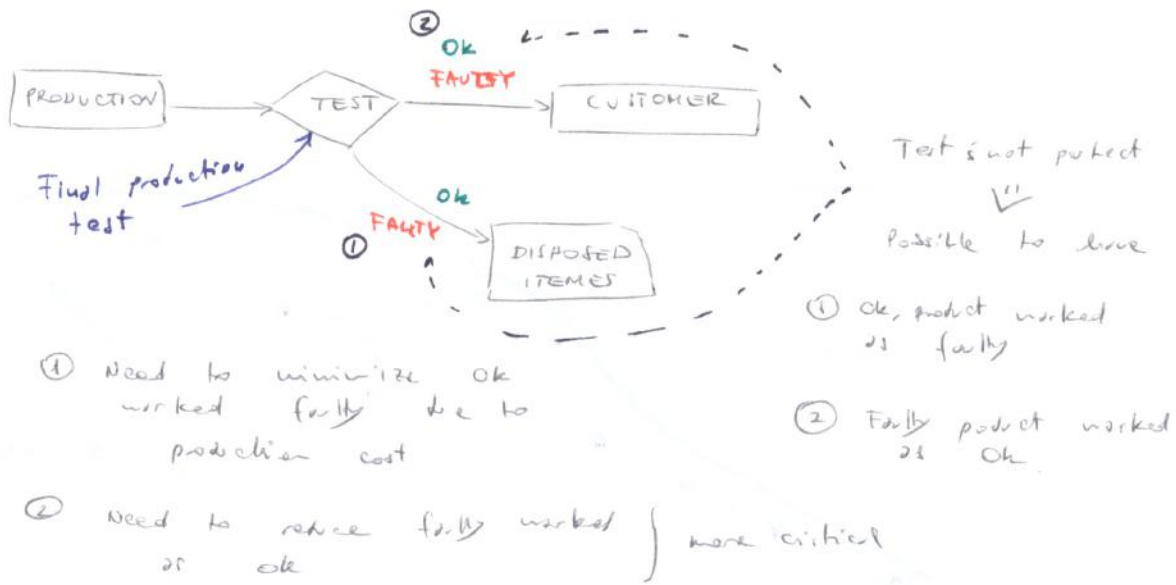 ②
Ok
FAULTY
PRODUCTION
TEST
CUSTOMER
Final production
test
Ok
FAULTY
①
DISPOSED
ITEMES
Test is not perfect
⇓
Possible to have
① Ok, product marked
as faulty
② Faulty product marked
as Ok
① Need to minimize ok
marked faulty due to
production cost
② Need to reduce faulty marked
as ok
more critical